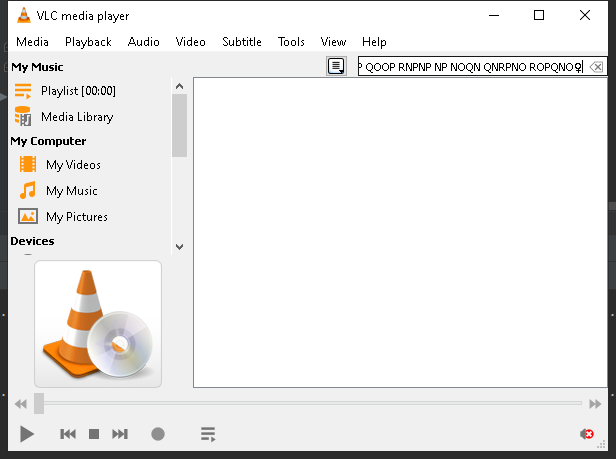 VLC media player
Media Playback Audio Video Subtitle Tools View Help
My Music
QOOP RNPNP NP NOQN QNRPNO ROPQNO♀
Playlist [00:00]
Media Library
My Computer
My Videos
My Music
My Pictures
Devices